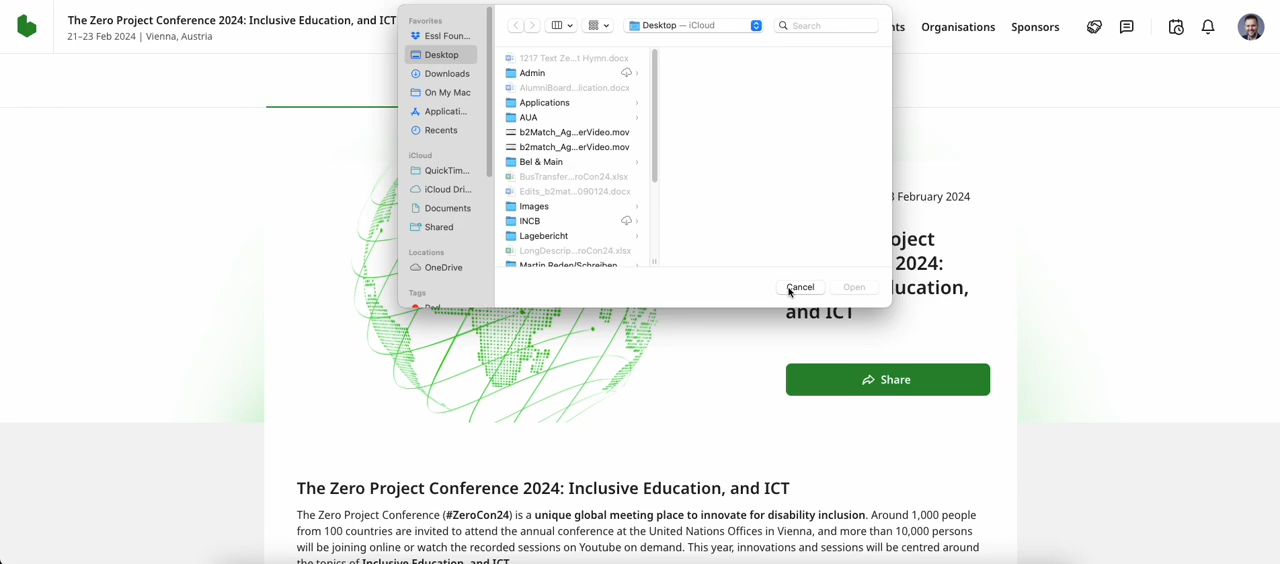 The Zero Project Conference 2024: Inclusive Education, and ICT
21–23 Feb 2024 | Vienna, Austria
Organisations
Sponsors
Favorites
Essl Foun...
Desktop
Downloads
On My Mac
Applicati...
Recents
iCloud
QuickTim...
iCloud Dri...
Documents
Shared
Locations
OneDrive
Tags
Red
Desktop — iCloud
Search
1217 Text Ze...t Hymn.docx
Admin
AlumniBoard...lication.docx
Applications
AUA
b2Match_Ag...erVideo.mov
b2match_Ag...erVideo.mov
Bel & Main
BusTransfer...roCon24.xlsx
Edits_b2mat...090124.docx
Images
INCB
Lagebericht
LongDescrip...roCon24.xlsx
Martin Reden/Schreiben
Cancel
Open
February 2024
2024:
and ICT
Share
The Zero Project Conference 2024: Inclusive Education, and ICT
The Zero Project Conference (#ZeroCon24) is a unique global meeting place to innovate for disability inclusion. Around 1,000 people
from 100 countries are invited to attend the annual conference at the United Nations Offices in Vienna, and more than 10,000 persons
will be joining online or watch the recorded sessions on Youtube on demand. This year, innovations and sessions will be centred around
the topics of Inclusive Education, and ICT.